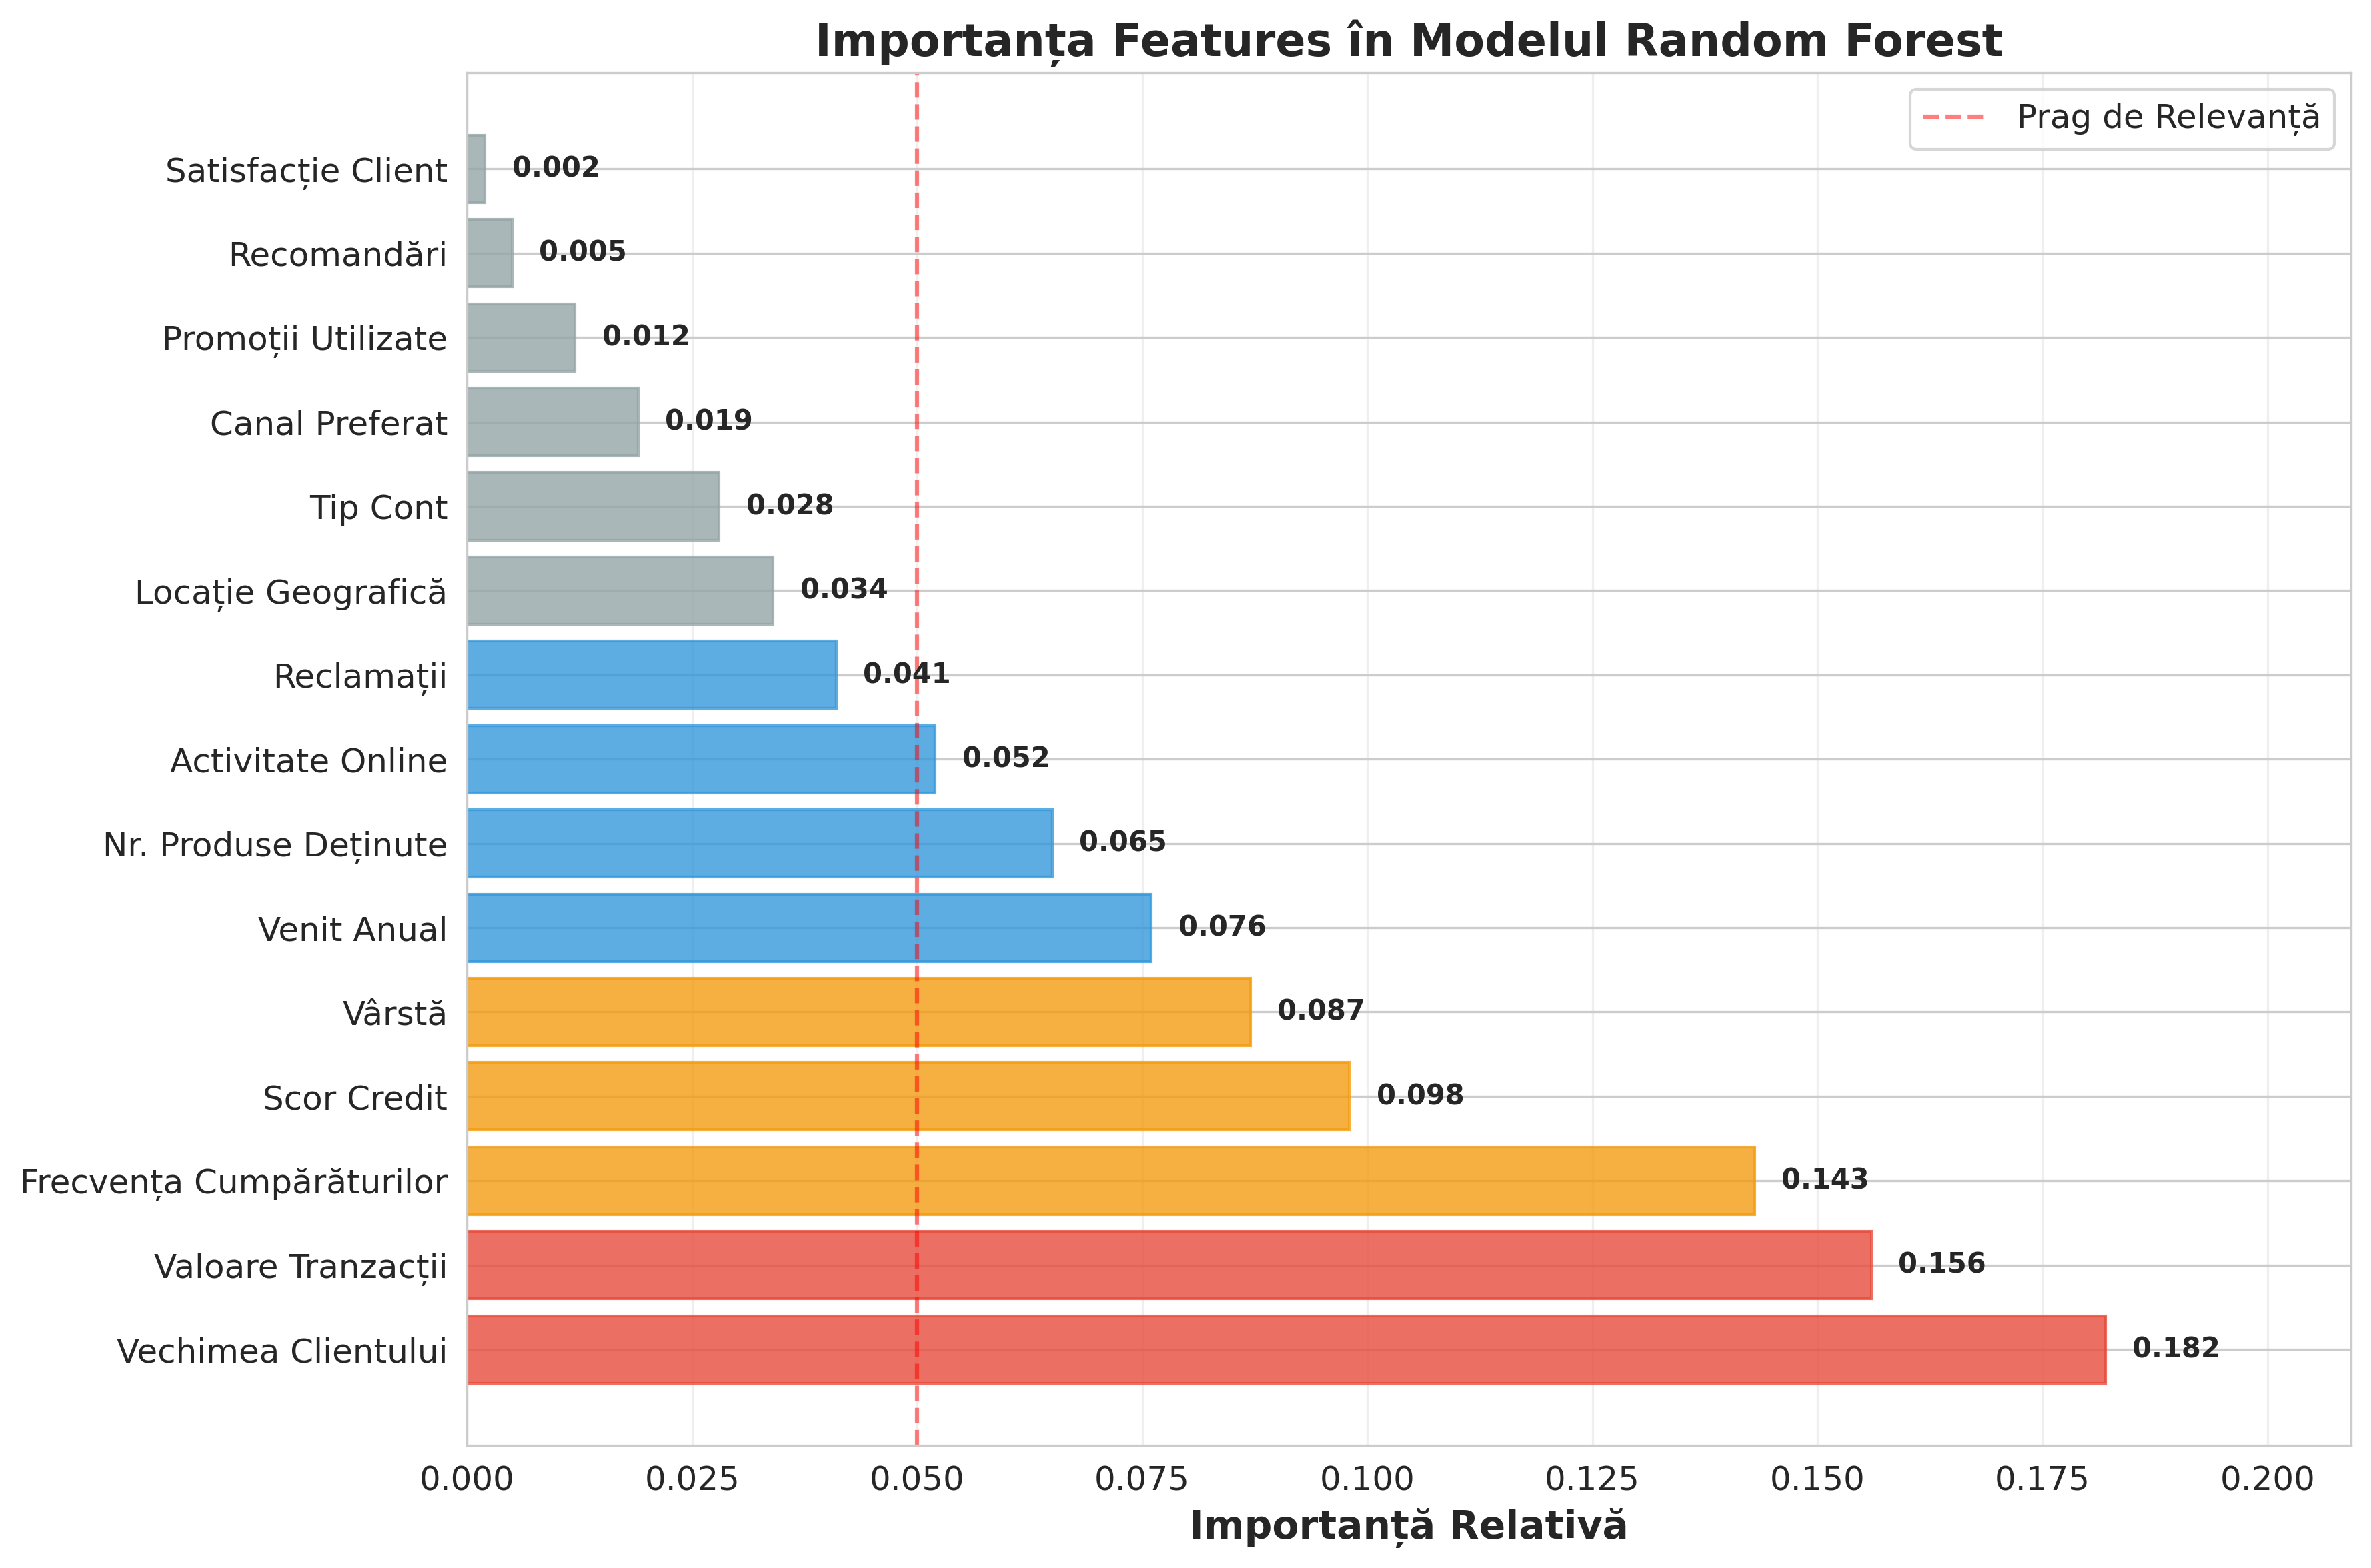 Importanța Features în Modelul Random Forest
Prag de Relevanță
Satisfacție Client 0.002
Recomandări 0.005
Promoții Utilizate 0.012
Canal Preferat 0.019
Tip Cont 0.028
Locație Geografică 0.034
Reclamații 0.041
Activitate Online 0.052
Nr. Produse Deținute 0.065
Venit Anual 0.076
Vârstă 0.087
Scor Credit 0.098
Frecvența Cumpărăturilor 0.143
Valoare Tranzacții 0.156
Vechimea Clientului 0.182
0.000 0.025 0.050 0.075 0.100 0.125 0.150 0.175 0.200
Importanță Relativă